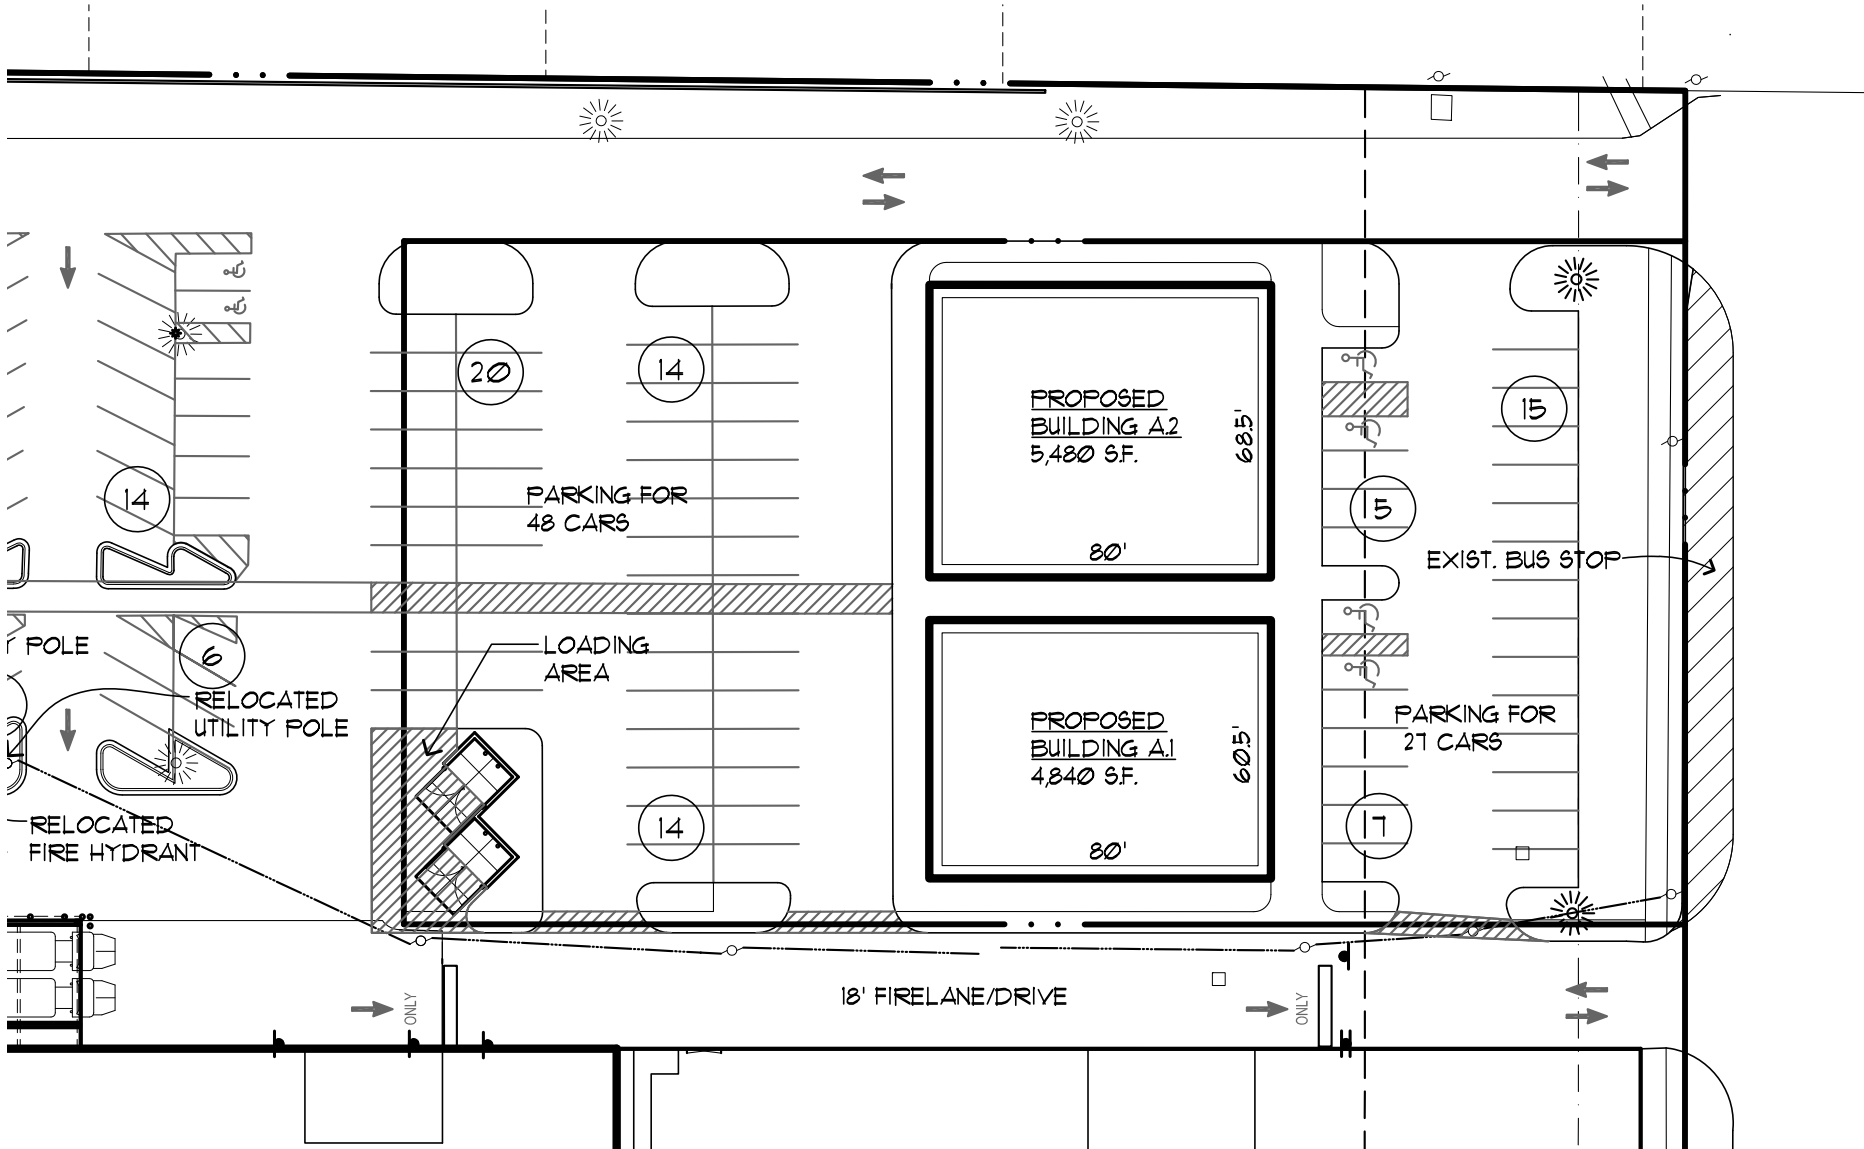 20
14
PROPOSED
BUILDING A.2
5,480 S.F.
68.5'
80'
15
14
PARKING FOR
48 CARS
5
EXIST. BUS STOP
6
Y POLE
LOADING
AREA
RELOCATED
UTILITY POLE
PROPOSED
BUILDING A.1
4,840 S.F.
60.5'
80'
PARKING FOR
27 CARS
RELOCATED
FIRE HYDRANT
14
7
18' FIRELANE/DRIVE
ONLY
ONLY